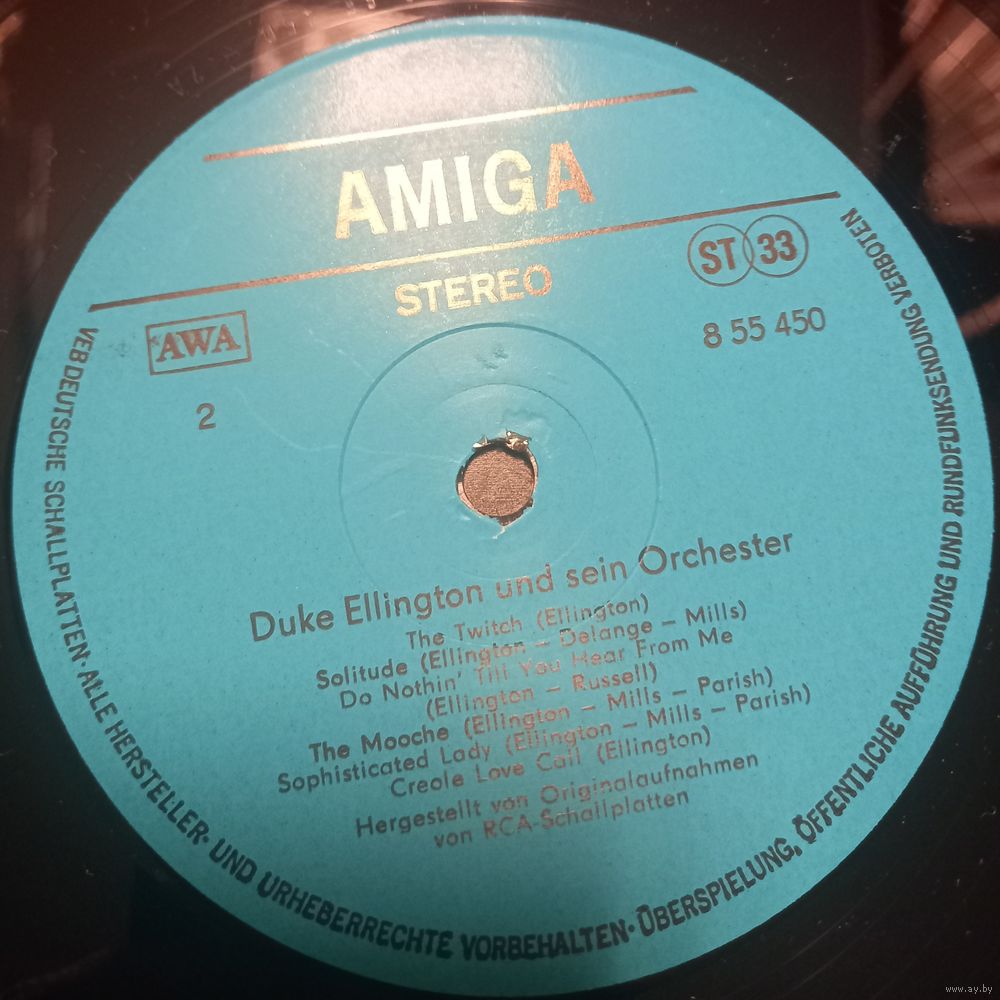 AMIGA
STEREO
ST 33
AWA
8 55 450
2
Duke Ellington und sein Orchester
The Twitch (Ellington)
Solitude (Ellington – Delange – Mills)
Do Nothin' Till You Hear From Me
(Ellington – Russell)
The Mooche (Ellington – Mills – Parish)
Sophisticated Lady (Ellington – Mills – Parish)
Creole Love Call (Ellington)
Hergestellt von Originalaufnahmen
von RCA-Schallplatten
VEB DEUTSCHE SCHALLPLATTEN· ALLE HERSTELLER- UND URHEBERRECHTE VORBEHALTEN· ÜBERSPIELUNG, ÖFFENTLICHE AUFFÜHRUNG UND RUNDFUNKSENDUNG VERBOTEN
www.ay.by